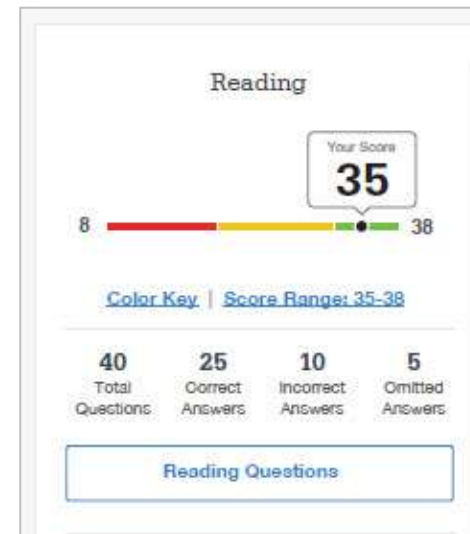 Reading
Your Score
35
8 38
Color Key | Score Range: 35-38
40 25 10 5
Total Correct Incorrect Omitted
Questions Answers Answers Answers
Reading Questions